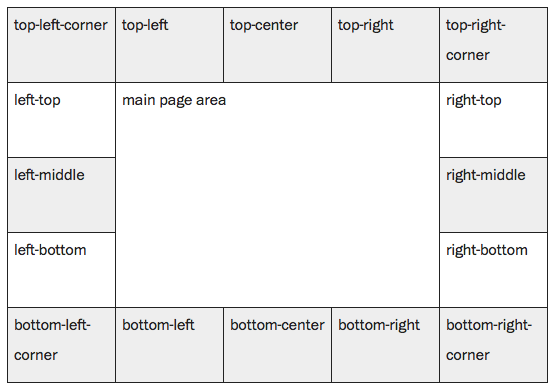 top-left-corner
top-left
top-center
top-right
top-right-
corner
left-top
main page area
right-top
left-middle
right-middle
left-bottom
right-bottom
bottom-left-
corner
bottom-left
bottom-center
bottom-right
bottom-right-
corner